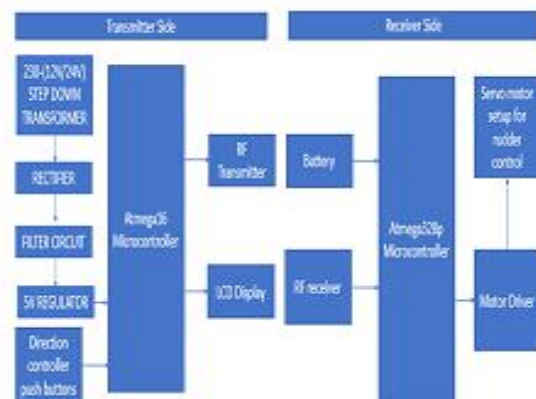 Transmitter Side
Receiver Side
230-(12V/24V)
STEP DOWN
TRANSFORMER
RECTIFIER
FILTER CIRCUIT
5V REGULATOR
Direction
controller
push buttons
Atmega16
Microcontroller
RF
Transmitter
LCD Display
Battery
RF receiver
Atmega328p
Microcontroller
Servo motor
setup for
rudder
control
Motor Driver